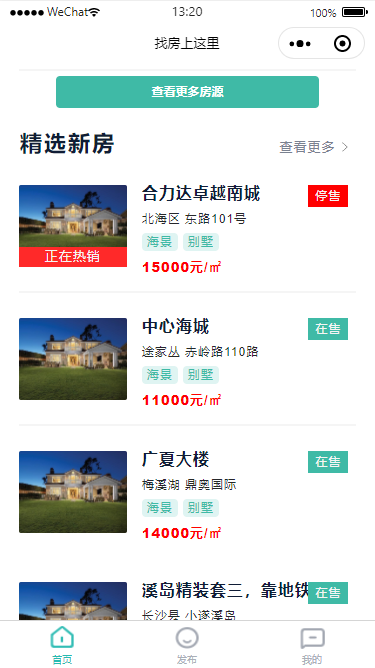 WeChat 13:20 100%
找房上这里
查看更多房源
精选新房 查看更多
合力达卓越南城 停售
北海区 东路101号
海景 别墅
正在热销
15000元/㎡
中心海城 在售
途家丛 赤岭路110路
海景 别墅
11000元/㎡
广夏大楼 在售
梅溪湖 鼎奥国际
海景 别墅
14000元/㎡
溪岛精装套三，靠地铁 在售
长沙县 小遂溪岛
首页 发布 我的